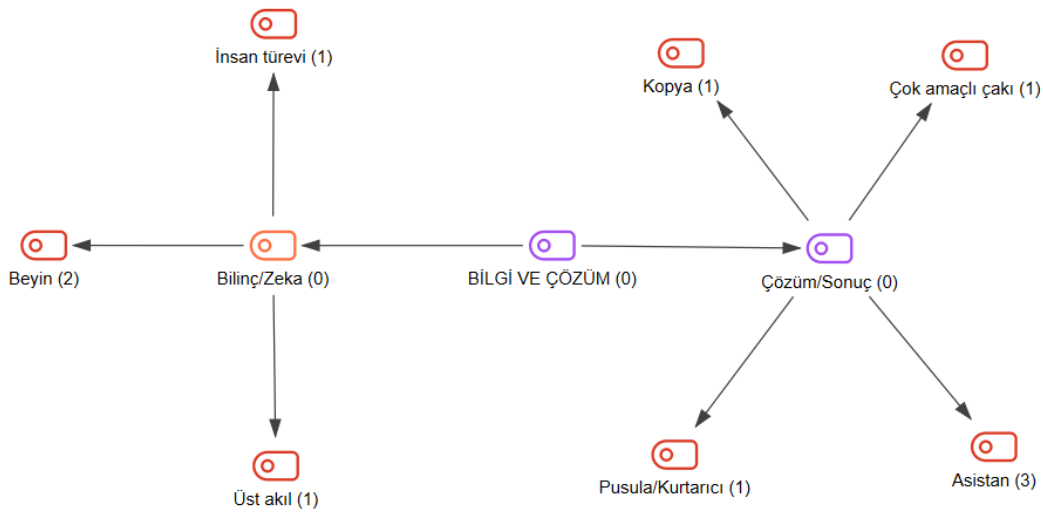 İnsan türevi (1)
Kopya (1)
Çok amaçlı çakı (1)
Beyin (2)
Bilinç/Zeka (0)
BİLGİ VE ÇÖZÜM (0)
Çözüm/Sonuç (0)
Üst akıl (1)
Pusula/Kurtarıcı (1)
Asistan (3)